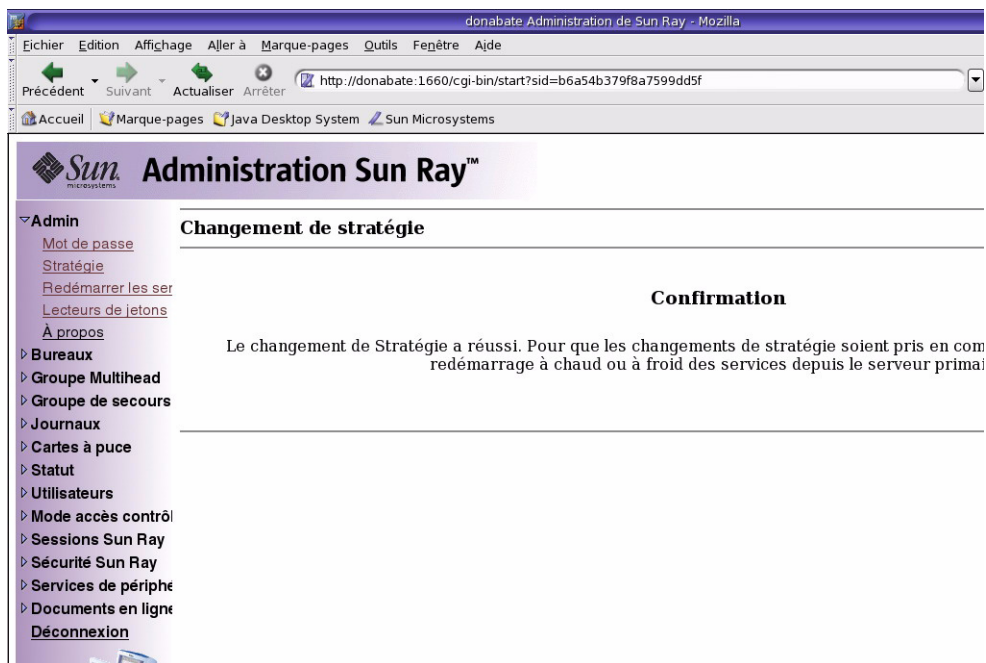 donabate Administration de Sun Ray - Mozilla
Eichier Edition Affichage Aller à Marque-pages Outils Fenêtre Aide
Précédent Suivant Actualiser Arrêter http://donabate:1660/cgi-bin/start?sid=b6a54b379f8a7599dd5f
Accueil Marque-pages Java Desktop System Sun Microsystems
Sun microsystems Administration Sun Ray™
Admin
Mot de passe
Stratégie
Redémarrer les ser
Lecteurs de jetons
À propos
Bureaux
Groupe Multihead
Groupe de secours
Journaux
Cartes à puce
Statut
Utilisateurs
Mode accès contrôl
Sessions Sun Ray
Sécurité Sun Ray
Services de périphé
Documents en ligne
Déconnexion
Changement de stratégie
Confirmation
Le changement de Stratégie a réussi. Pour que les changements de stratégie soient pris en com
redémarrage à chaud ou à froid des services depuis le serveur primai